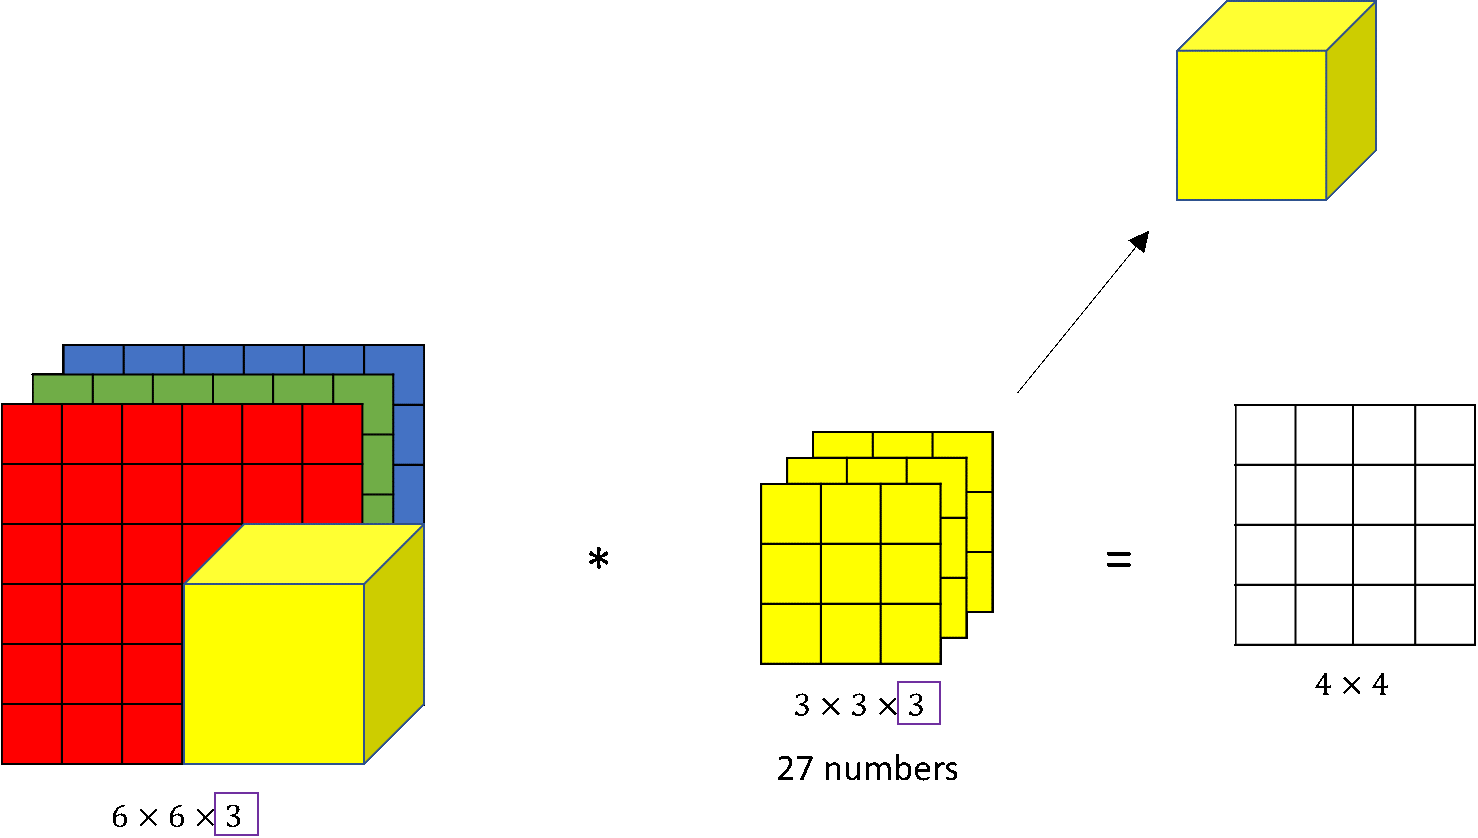 *
=
4 × 4
3 × 3 × 3
27 numbers
6 × 6 × 3